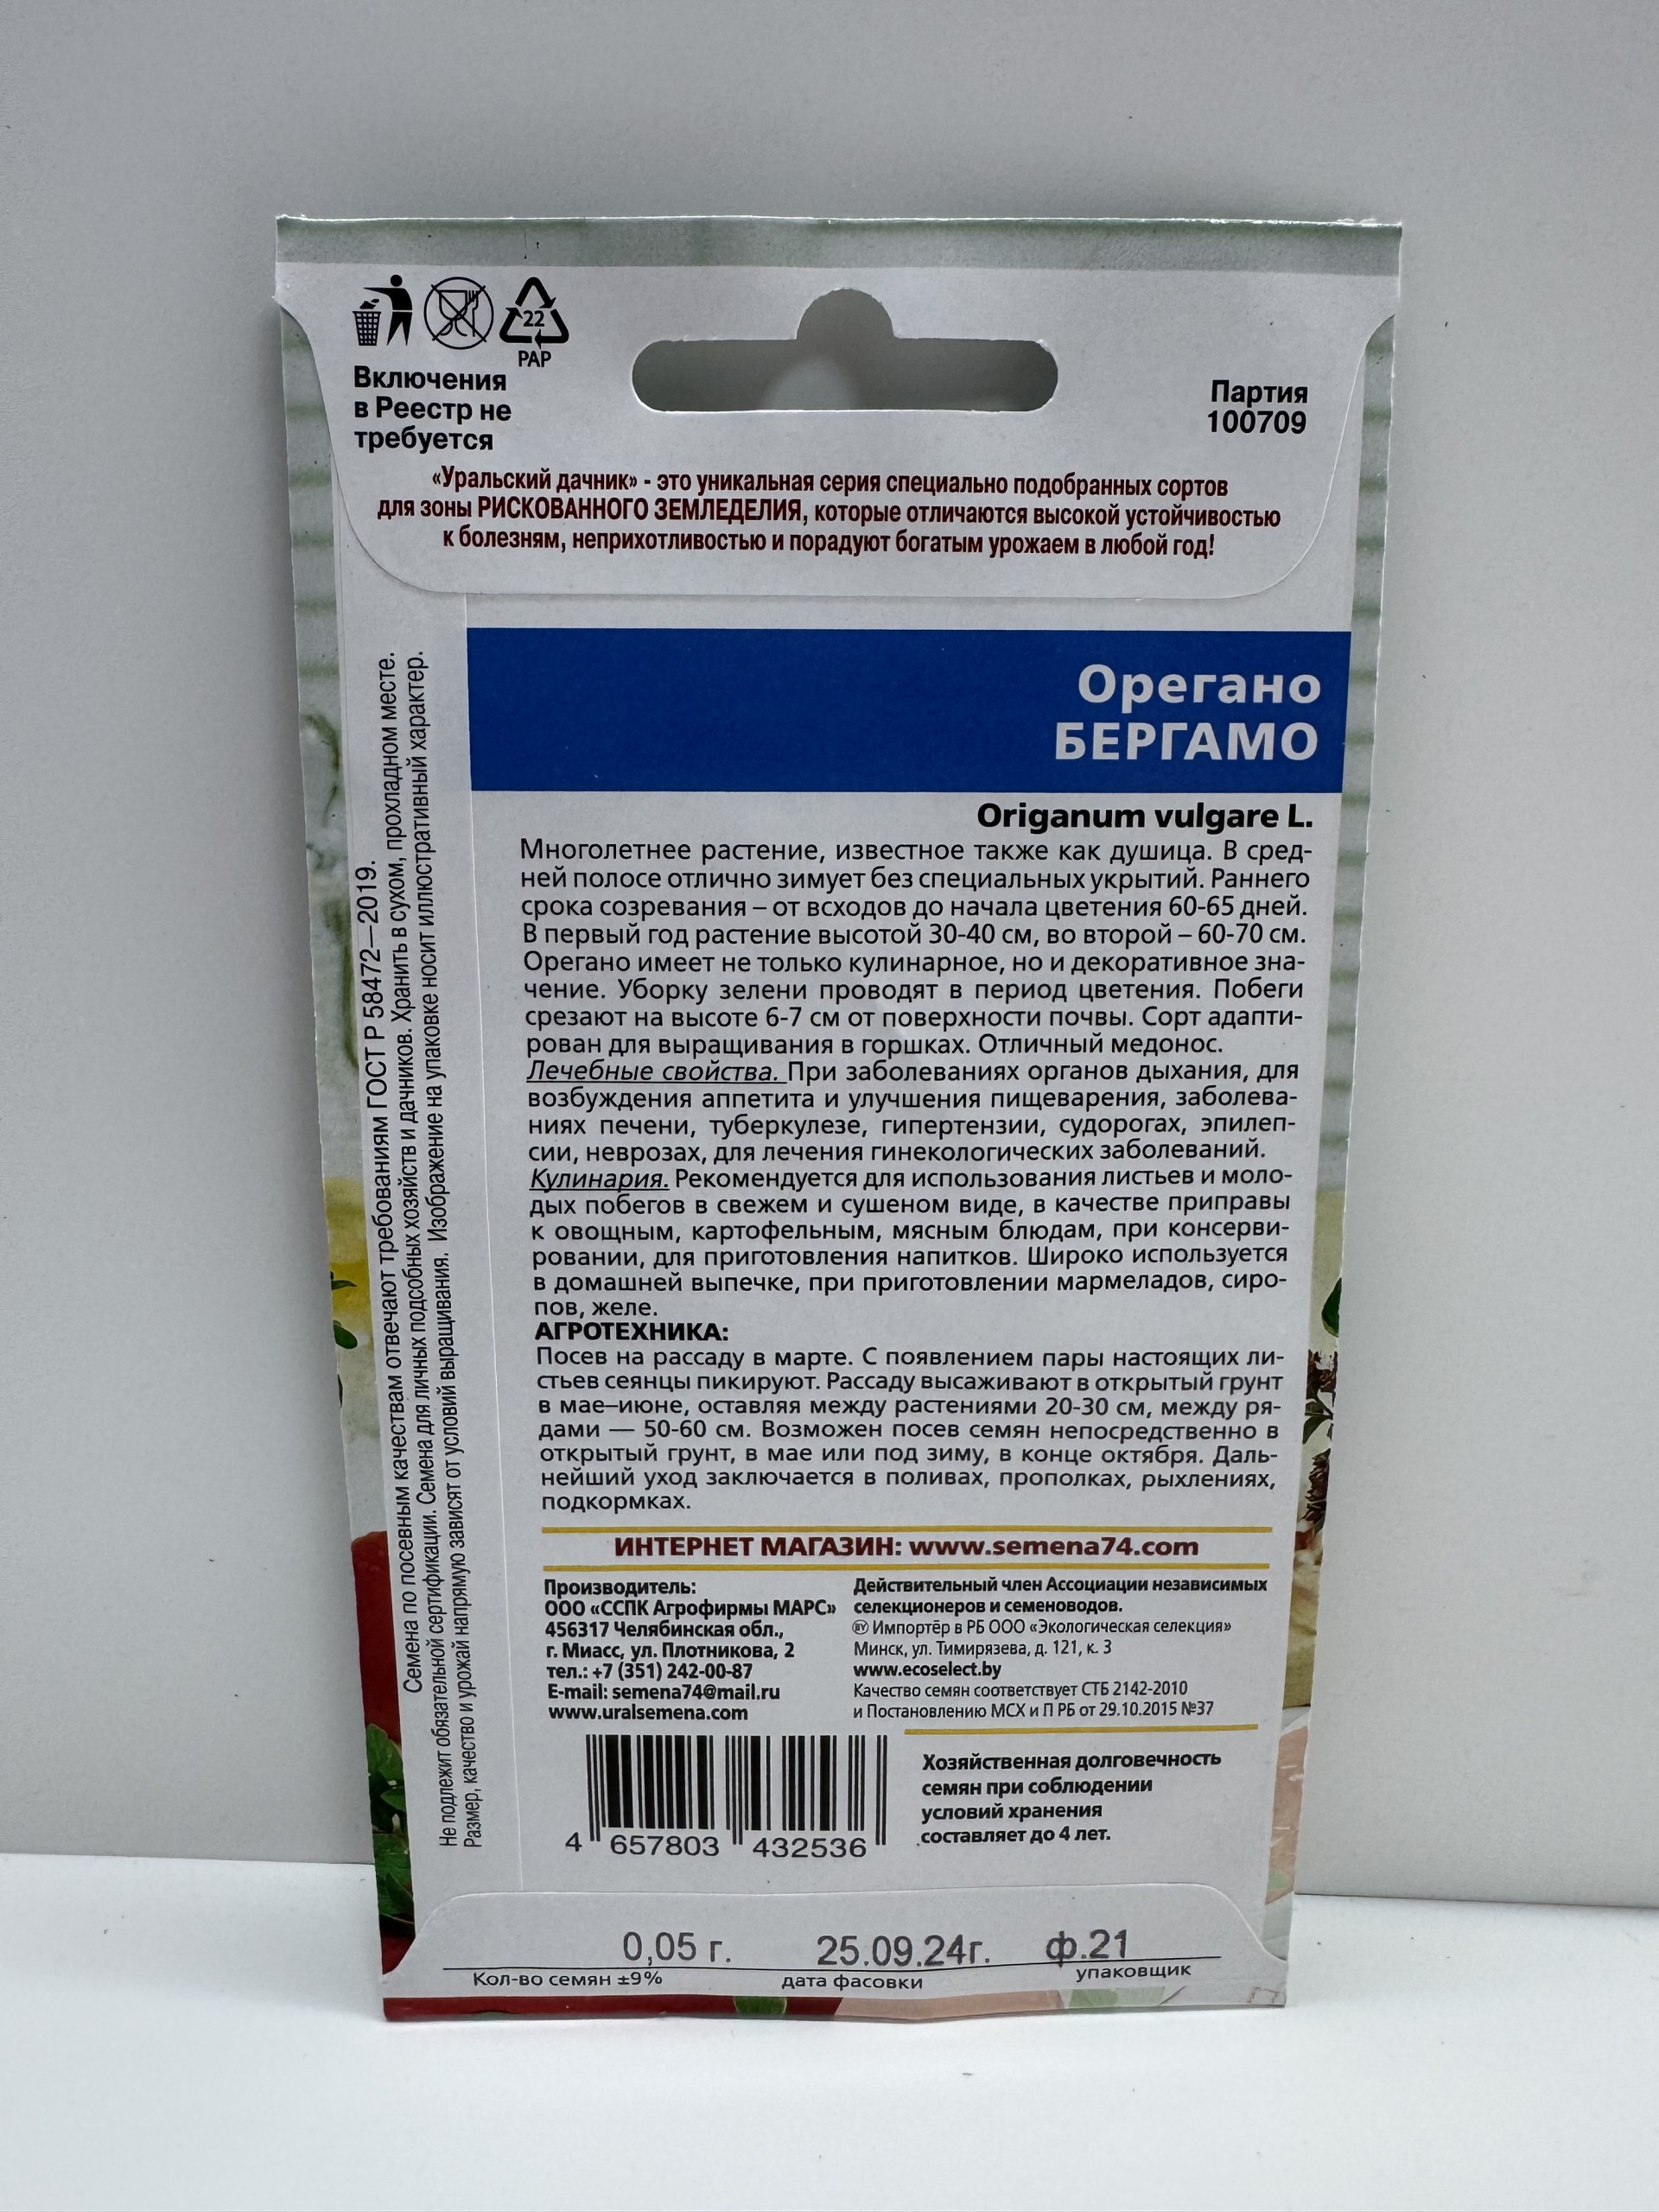 22
PAP
Включения
в Реестр не
требуется
Партия
100709
«Уральский дачник» - это уникальная серия специально подобранных сортов
для зоны РИСКОВАННОГО ЗЕМЛЕДЕЛИЯ, которые отличаются высокой устойчивостью
к болезням, неприхотливостью и порадуют богатым урожаем в любой год!
Орегано
БЕРГАМО
Origanum vulgare L.
Многолетнее растение, известное также как душица. В сред-
ней полосе отлично зимует без специальных укрытий. Раннего
срока созревания – от всходов до начала цветения 60-65 дней.
В первый год растение высотой 30-40 см, во второй – 60-70 см.
Орегано имеет не только кулинарное, но и декоративное зна-
чение. Уборку зелени проводят в период цветения. Побеги
срезают на высоте 6-7 см от поверхности почвы. Сорт адапти-
рован для выращивания в горшках. Отличный медонос.
Лечебные свойства. При заболеваниях органов дыхания, для
возбуждения аппетита и улучшения пищеварения, заболева-
ниях печени, туберкулезе, гипертензии, судорогах, эпилеп-
сии, неврозах, для лечения гинекологических заболеваний.
Кулинария. Рекомендуется для использования листьев и моло-
дых побегов в свежем и сушеном виде, в качестве приправы
к овощным, картофельным, мясным блюдам, при консерви-
ровании, для приготовления напитков. Широко используется
в домашней выпечке, при приготовлении мармеладов, сиро-
пов, желе.
АГРОТЕХНИКА:
Посев на рассаду в марте. С появлением пары настоящих ли-
стьев сеянцы пикируют. Рассаду высаживают в открытый грунт
в мае–июне, оставляя между растениями 20-30 см, между ря-
дами — 50-60 см. Возможен посев семян непосредственно в
открытый грунт, в мае или под зиму, в конце октября. Даль-
нейший уход заключается в поливах, прополках, рыхлениях,
подкормках.
ИНТЕРНЕТ МАГАЗИН: www.semena74.com
Производитель:
ООО «ССПК Агрофирмы МАРС»
456317 Челябинская обл.,
г. Миасс, ул. Плотникова, 2
тел.: +7 (351) 242-00-87
E-mail: semena74@mail.ru
www.uralsemena.com
Действительный член Ассоциации независимых
селекционеров и семеноводов.
BY Импортёр в РБ ООО «Экологическая селекция»
Минск, ул. Тимирязева, д. 121, к. 3
www.ecoselect.by
Качество семян соответствует СТБ 2142-2010
и Постановлению МСХ и П РБ от 29.10.2015 №37
4 657803 432536
Хозяйственная долговечность
семян при соблюдении
условий хранения
составляет до 4 лет.
0,05 г. 25.09.24г. ф.21
Кол-во семян ±9% дата фасовки упаковщик
Семена по посевным качествам отвечают требованиям ГОСТ Р 58472—2019.
Не подлежит обязательной сертификации. Семена для личных подсобных хозяйств и дачников. Хранить в сухом, прохладном месте.
Размер, качество и урожай напрямую зависят от условий выращивания. Изображение на упаковке носит иллюстративный характер.